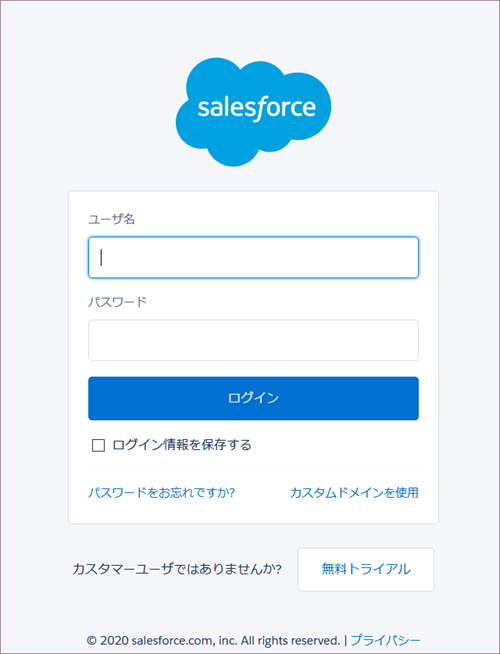 salesforce
ユーザ名
パスワード
ログイン
ログイン情報を保存する
パスワードをお忘れですか? カスタムドメインを使用
カスタマーユーザではありませんか? 無料トライアル
© 2020 salesforce.com, inc. All rights reserved. | プライバシー